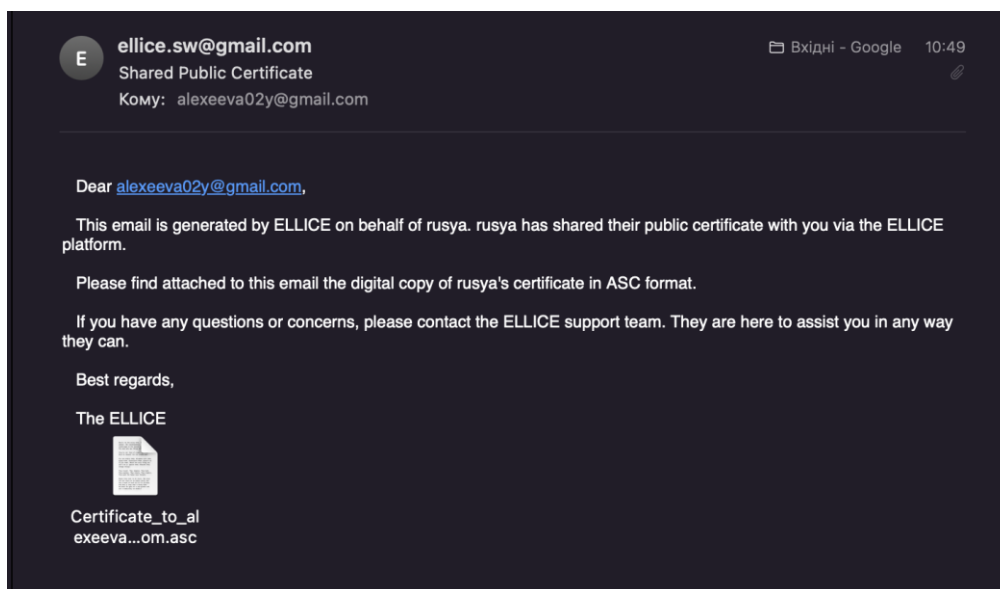 E
ellice.sw@gmail.com
Вхідні - Google 10:49
Shared Public Certificate
Кому: alexeeva02y@gmail.com
Dear alexeeva02y@gmail.com,
This email is generated by ELLICE on behalf of rusya. rusya has shared their public certificate with you via the ELLICE
platform.
Please find attached to this email the digital copy of rusya's certificate in ASC format.
If you have any questions or concerns, please contact the ELLICE support team. They are here to assist you in any way
they can.
Best regards,
The ELLICE
Certificate_to_al
exeeva...om.asc